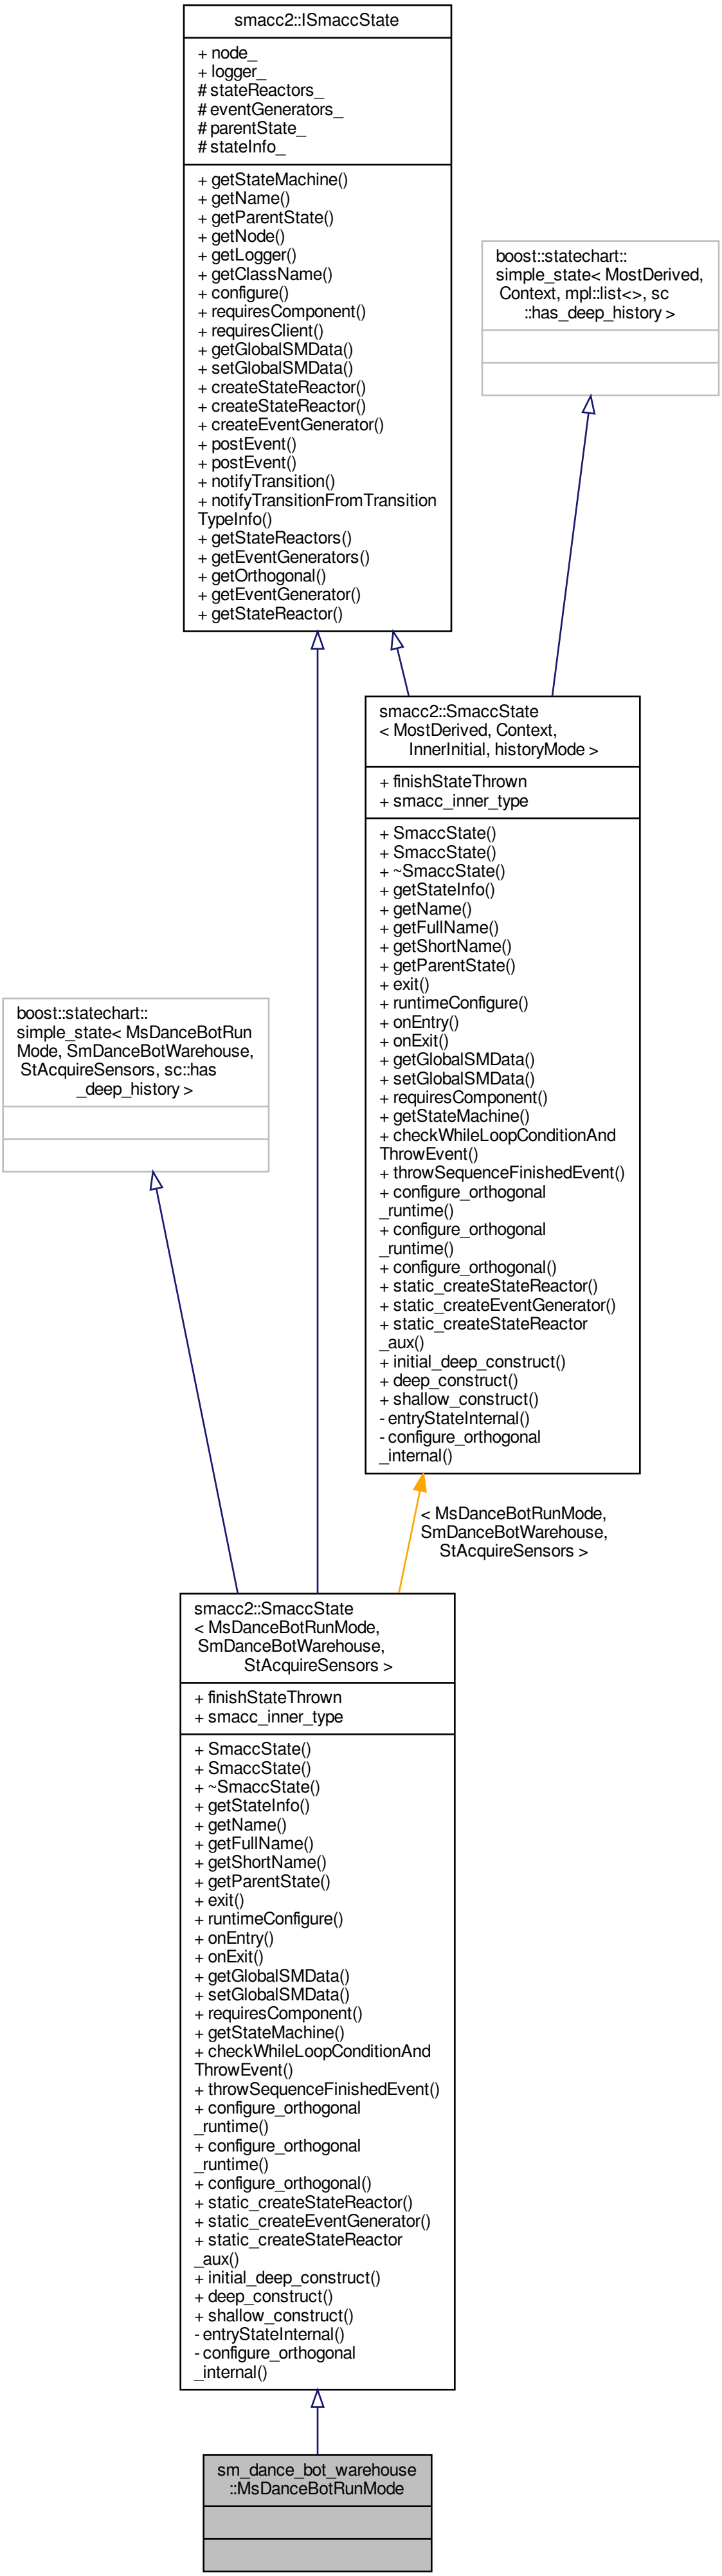 smacc2::ISmaccState
+ node_
+ logger_
# stateReactors_
# eventGenerators_
# parentState_
# stateInfo_
+ getStateMachine()
+ getName()
+ getParentState()
+ getNode()
+ getLogger()
+ getClassName()
+ configure()
+ requiresComponent()
+ requiresClient()
+ getGlobalSMData()
+ setGlobalSMData()
+ createStateReactor()
+ createStateReactor()
+ createEventGenerator()
+ postEvent()
+ postEvent()
+ notifyTransition()
+ notifyTransitionFromTransition
TypeInfo()
+ getStateReactors()
+ getEventGenerators()
+ getOrthogonal()
+ getEventGenerator()
+ getStateReactor()
boost::statechart::
simple_state< MostDerived,
Context, mpl::list<>, sc
::has_deep_history >
smacc2::SmaccState
< MostDerived, Context,
InnerInitial, historyMode >
+ finishStateThrown
+ smacc_inner_type
+ SmaccState()
+ SmaccState()
+ ~SmaccState()
+ getStateInfo()
+ getName()
+ getFullName()
+ getShortName()
+ getParentState()
+ exit()
+ runtimeConfigure()
+ onEntry()
+ onExit()
+ getGlobalSMData()
+ setGlobalSMData()
+ requiresComponent()
+ getStateMachine()
+ checkWhileLoopConditionAnd
ThrowEvent()
+ throwSequenceFinishedEvent()
+ configure_orthogonal
_runtime()
+ configure_orthogonal
_runtime()
+ configure_orthogonal()
+ static_createStateReactor()
+ static_createEventGenerator()
+ static_createStateReactor
_aux()
+ initial_deep_construct()
+ deep_construct()
+ shallow_construct()
- entryStateInternal()
- configure_orthogonal
_internal()
boost::statechart::
simple_state< MsDanceBotRun
Mode, SmDanceBotWarehouse,
StAcquireSensors, sc::has
_deep_history >
< MsDanceBotRunMode,
SmDanceBotWarehouse,
StAcquireSensors >
smacc2::SmaccState
< MsDanceBotRunMode,
SmDanceBotWarehouse,
StAcquireSensors >
+ finishStateThrown
+ smacc_inner_type
+ SmaccState()
+ SmaccState()
+ ~SmaccState()
+ getStateInfo()
+ getName()
+ getFullName()
+ getShortName()
+ getParentState()
+ exit()
+ runtimeConfigure()
+ onEntry()
+ onExit()
+ getGlobalSMData()
+ setGlobalSMData()
+ requiresComponent()
+ getStateMachine()
+ checkWhileLoopConditionAnd
ThrowEvent()
+ throwSequenceFinishedEvent()
+ configure_orthogonal
_runtime()
+ configure_orthogonal
_runtime()
+ configure_orthogonal()
+ static_createStateReactor()
+ static_createEventGenerator()
+ static_createStateReactor
_aux()
+ initial_deep_construct()
+ deep_construct()
+ shallow_construct()
- entryStateInternal()
- configure_orthogonal
_internal()
sm_dance_bot_warehouse
::MsDanceBotRunMode